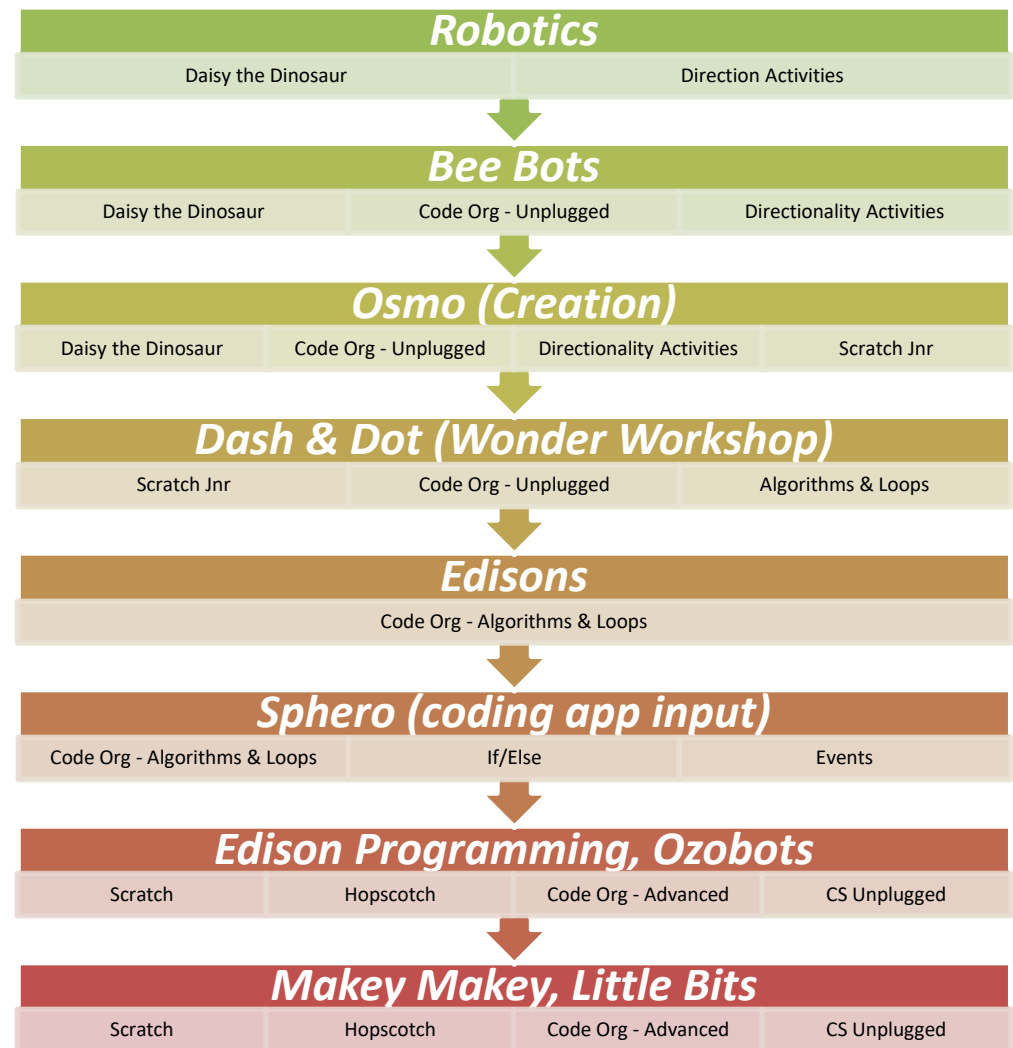 Robotics
Daisy the Dinosaur Direction Activities
Bee Bots
Daisy the Dinosaur Code Org - Unplugged Directionality Activities
Osmo (Creation)
Daisy the Dinosaur Code Org - Unplugged Directionality Activities Scratch Jnr
Dash & Dot (Wonder Workshop)
Scratch Jnr Code Org - Unplugged Algorithms & Loops
Edisons
Code Org - Algorithms & Loops
Sphero (coding app input)
Code Org - Algorithms & Loops If/Else Events
Edison Programming, Ozobots
Scratch Hopscotch Code Org - Advanced CS Unplugged
Makey Makey, Little Bits
Scratch Hopscotch Code Org - Advanced CS Unplugged